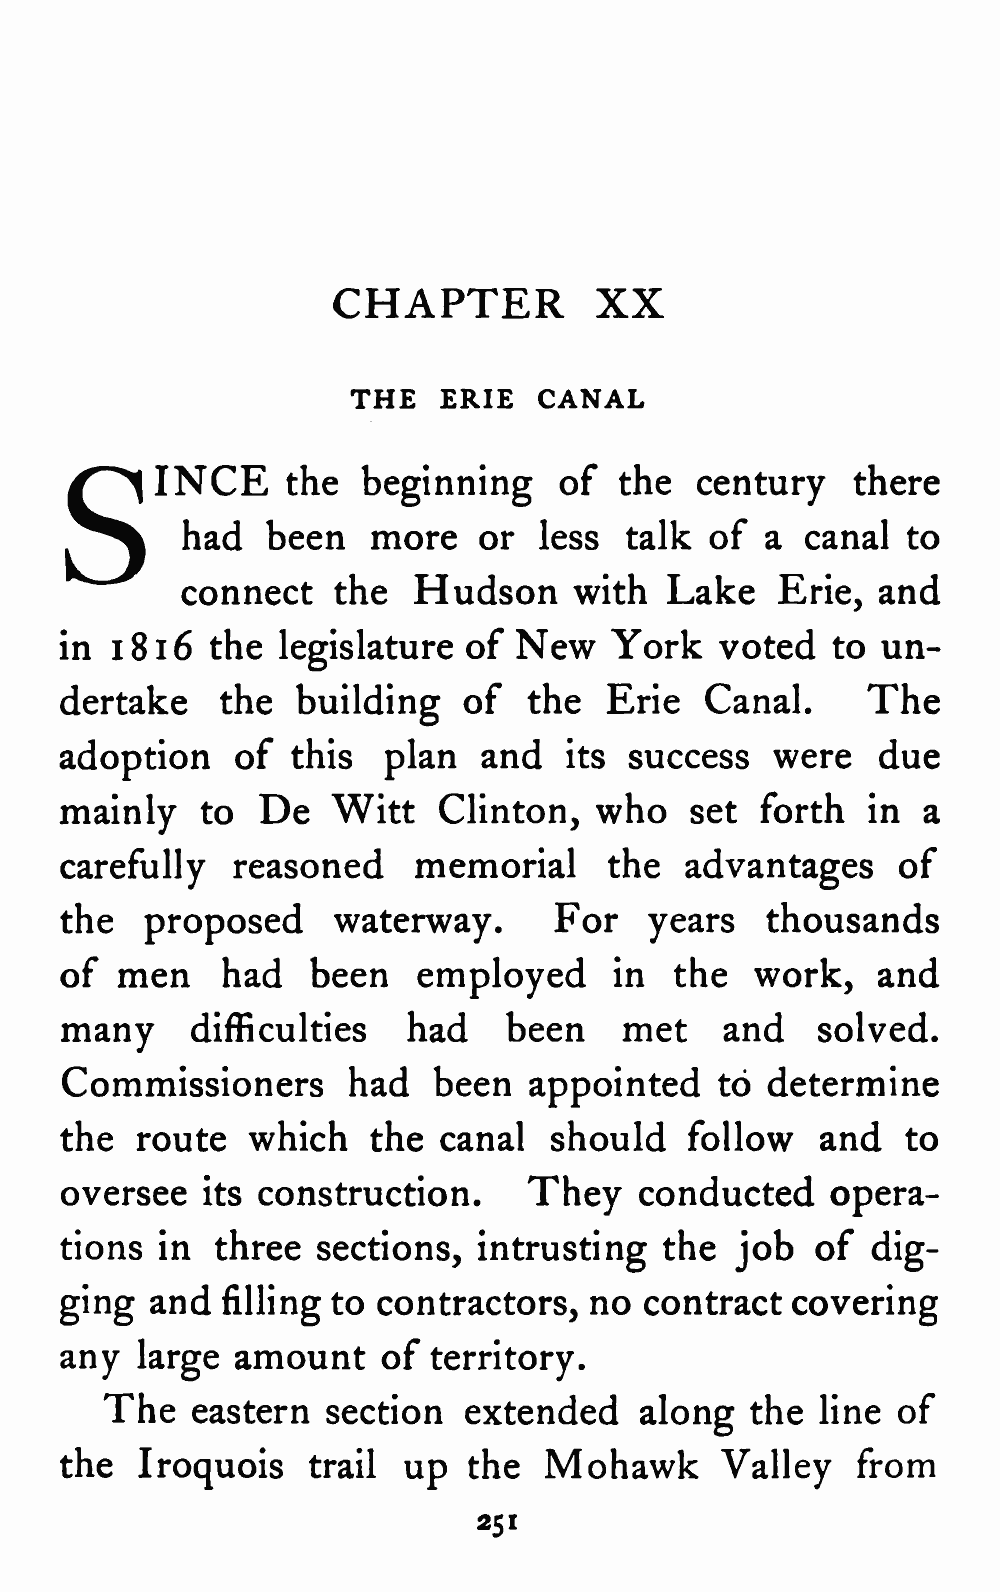 CHAPTER XX
THE ERIE CANAL
SINCE the beginning of the century there
had been more or less talk of a canal to
connect the Hudson with Lake Erie, and
in 1816 the legislature of New York voted to un-
dertake the building of the Erie Canal. The
adoption of this plan and its success were due
mainly to De Witt Clinton, who set forth in a
carefully reasoned memorial the advantages of
the proposed waterway. For years thousands
of men had been employed in the work, and
many difficulties had been met and solved.
Commissioners had been appointed to determine
the route which the canal should follow and to
oversee its construction. They conducted opera-
tions in three sections, intrusting the job of dig-
ging and filling to contractors, no contract covering
any large amount of territory.
The eastern section extended along the line of
the Iroquois trail up the Mohawk Valley from
251